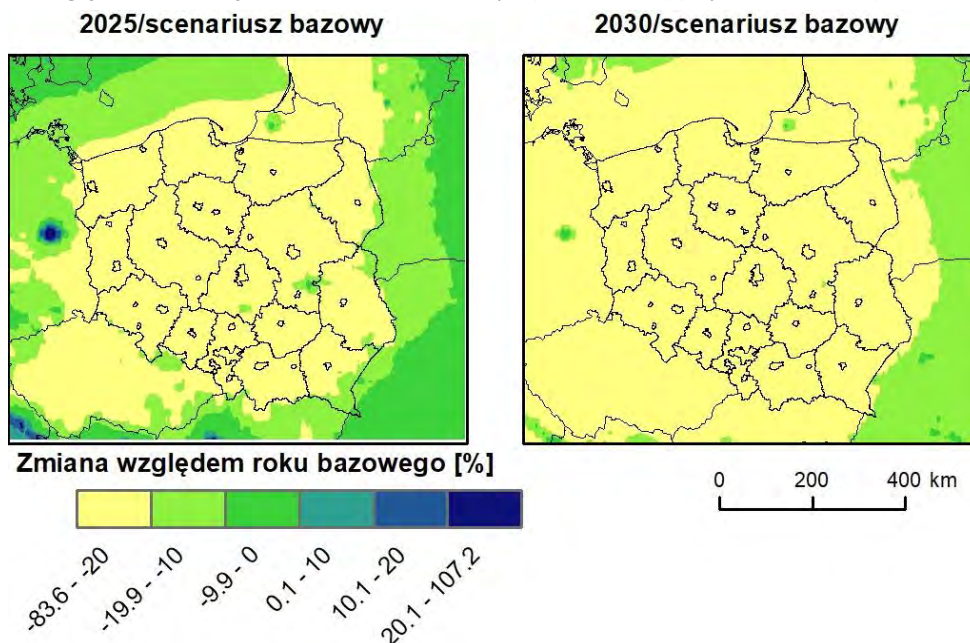 2025/scenariusz bazowy
2030/scenariusz bazowy
Zmiana względem roku bazowego [%]
-83.6 - -20
-19.9 - -10
-9.9 - 0
0.1 - 10
10.1 - 20
20.1 - 107.2
0 200 400 km